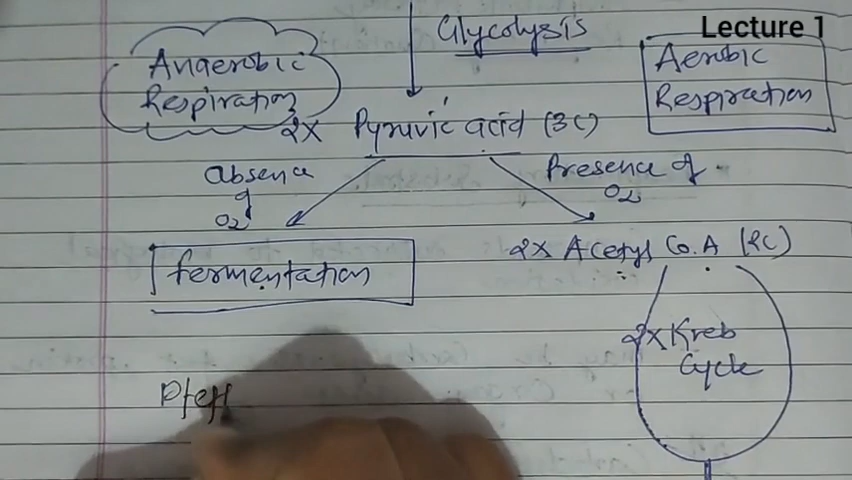 Glycolysis
Lecture 1
Anaerobic
Respiration
Aerobic
Respiration
2x Pyruvic acid (3C)
Absence
of
O2
Presence of
O2
fermentation
2x Acetyl Co.A (2C)
2x Kreb
Cycle